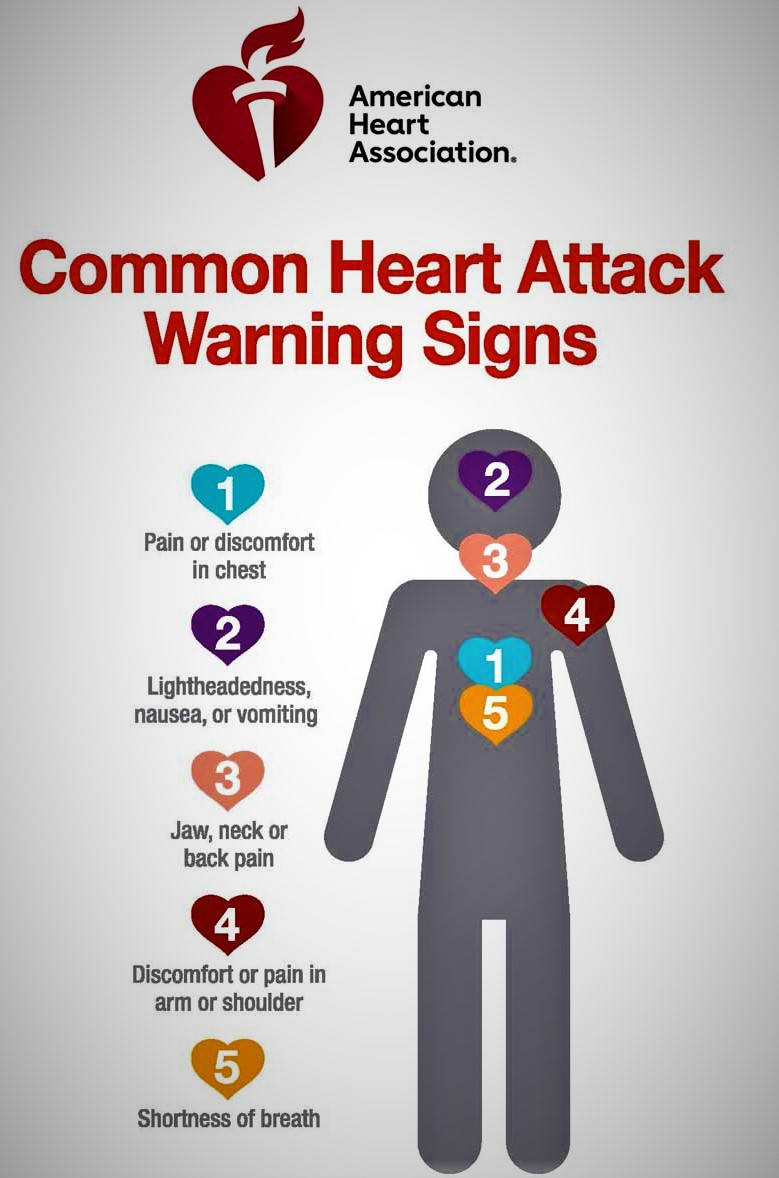 American
Heart
Association.
Common Heart Attack
Warning Signs
1
Pain or discomfort
in chest
2
Lightheadedness,
nausea, or vomiting
3
Jaw, neck or
back pain
4
Discomfort or pain in
arm or shoulder
5
Shortness of breath
2
3
4
1
5